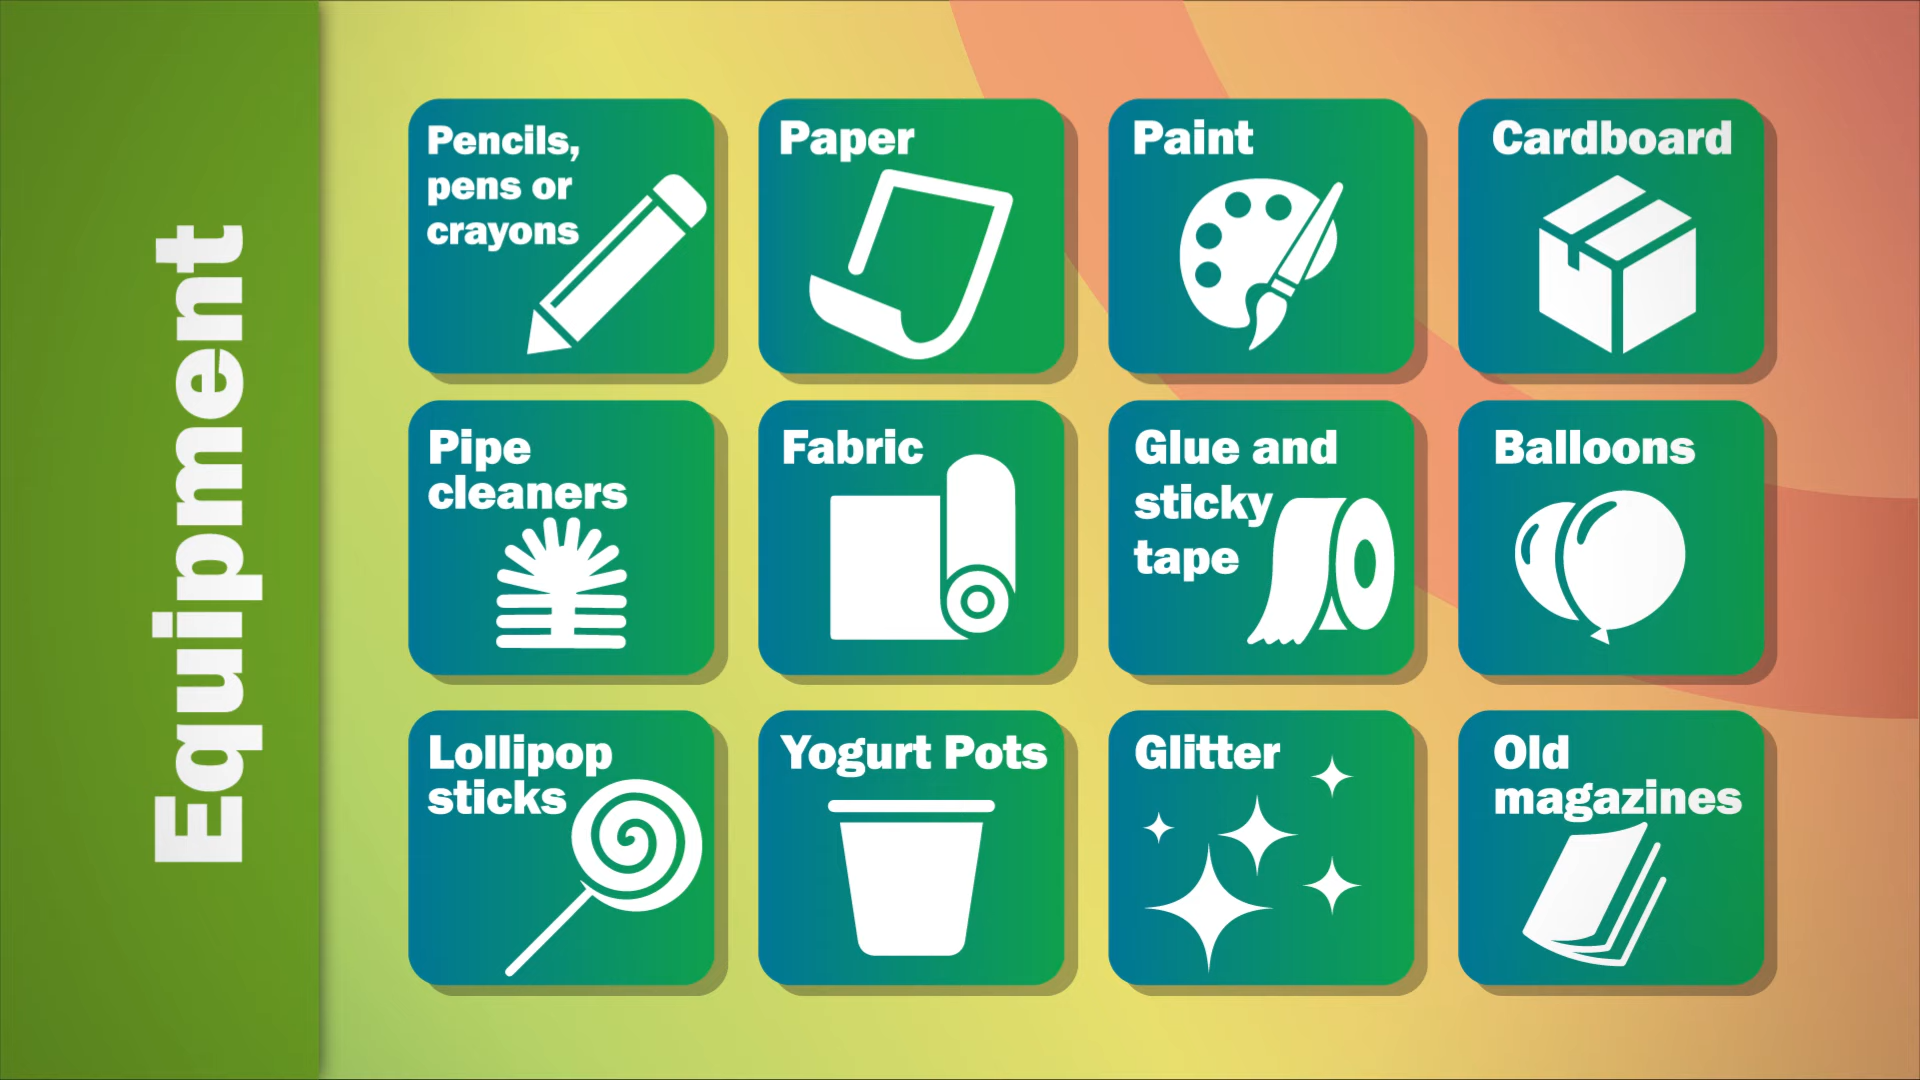 Equipment
Pencils,
pens or
crayons
Paper
Paint
Cardboard
Pipe
cleaners
Fabric
Glue and
sticky
tape
Balloons
Lollipop
sticks
Yogurt Pots
Glitter
Old
magazines